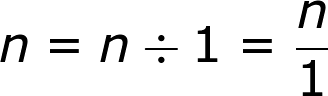 n = n ÷ 1 = n/1